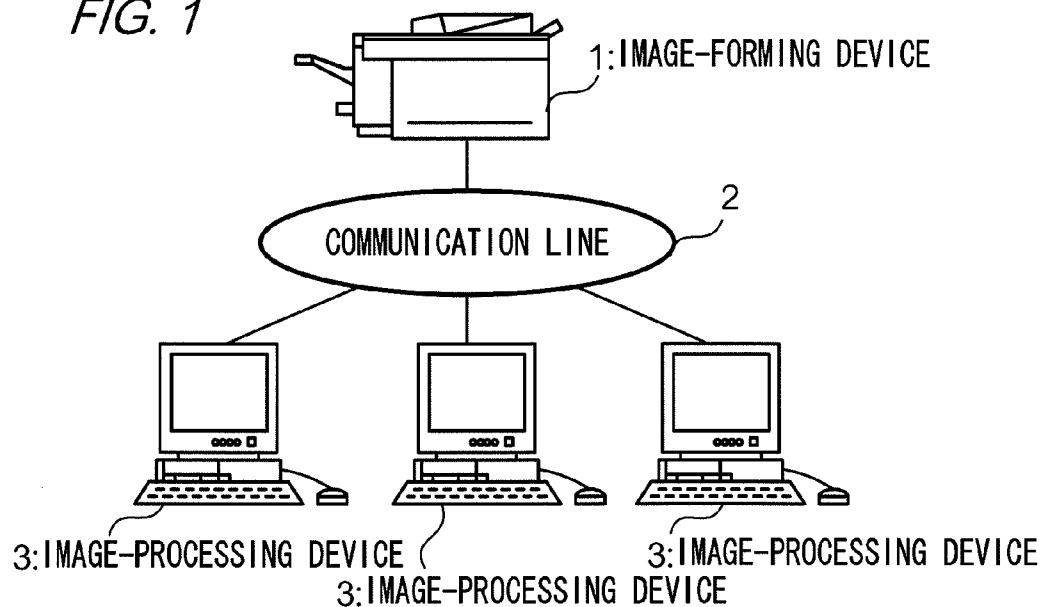 FIG. 1
1:IMAGE-FORMING DEVICE
2
COMMUNICATION LINE
3:IMAGE-PROCESSING DEVICE
3:IMAGE-PROCESSING DEVICE
3:IMAGE-PROCESSING DEVICE